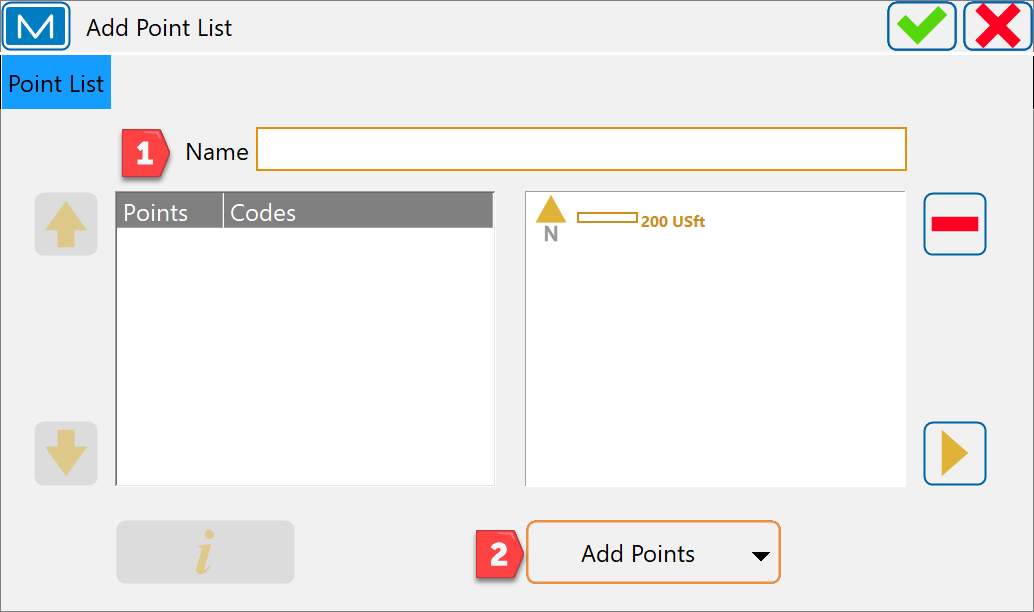 M Add Point List
Point List
1 Name
Points Codes
200 USft
N
i
2 Add Points